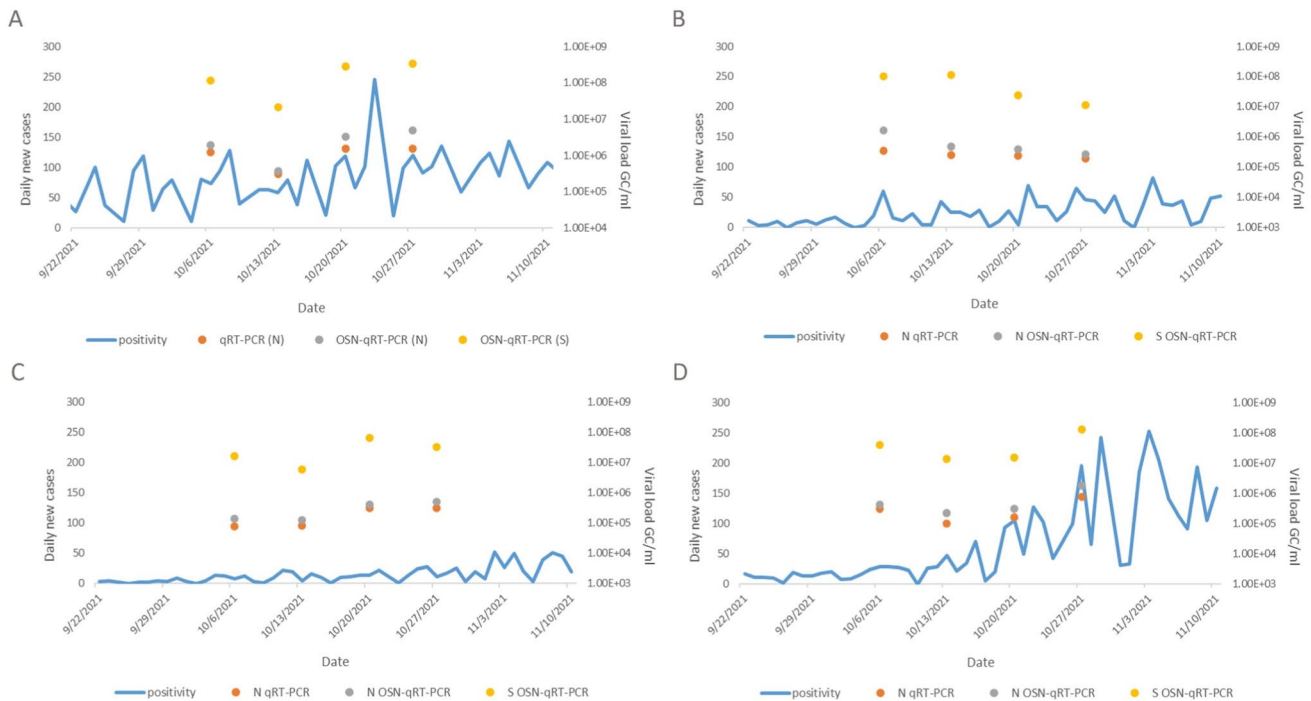 A
300
250
200
150
100
50
0
Daily new cases
1.00E+09
1.00E+08
1.00E+07
1.00E+06
1.00E+05
1.00E+04
Viral load GC/ml
9/22/2021 9/29/2021 10/6/2021 10/13/2021 10/20/2021 10/27/2021 11/3/2021 11/10/2021
Date
positivity qRT-PCR (N) OSN-qRT-PCR (N) OSN-qRT-PCR (S)
B
300
250
200
150
100
50
0
Daily new cases
1.00E+09
1.00E+08
1.00E+07
1.00E+06
1.00E+05
1.00E+04
1.00E+03
Viral load GC/ml
9/22/2021 9/29/2021 10/6/2021 10/13/2021 10/20/2021 10/27/2021 11/3/2021 11/10/2021
Date
positivity N qRT-PCR N OSN-qRT-PCR S OSN-qRT-PCR
C
300
250
200
150
100
50
0
Daily new cases
1.00E+09
1.00E+08
1.00E+07
1.00E+06
1.00E+05
1.00E+04
1.00E+03
Viral load GC/ml
9/22/2021 9/29/2021 10/6/2021 10/13/2021 10/20/2021 10/27/2021 11/3/2021 11/10/2021
Date
positivity N qRT-PCR N OSN-qRT-PCR S OSN-qRT-PCR
D
300
250
200
150
100
50
0
Daily new cases
1.00E+09
1.00E+08
1.00E+07
1.00E+06
1.00E+05
1.00E+04
1.00E+03
Viral load GC/ml
9/22/2021 9/29/2021 10/6/2021 10/13/2021 10/20/2021 10/27/2021 11/3/2021 11/10/2021
Date
positivity N qRT-PCR N OSN-qRT-PCR S OSN-qRT-PCR